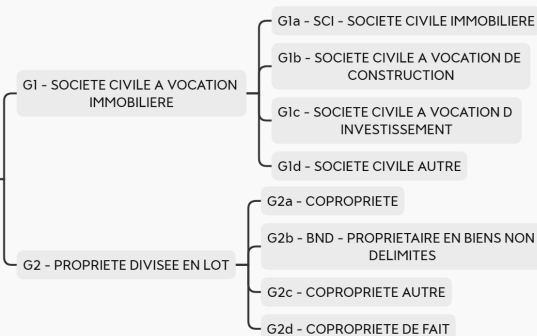 G1a - SCI - SOCIETE CIVILE IMMOBILIERE
G1b - SOCIETE CIVILE A VOCATION DE
CONSTRUCTION
G1 - SOCIETE CIVILE A VOCATION
IMMOBILIERE
G1c - SOCIETE CIVILE A VOCATION D
INVESTISSEMENT
G1d - SOCIETE CIVILE AUTRE
G2a - COPROPRIETE
G2b - BND - PROPRIETAIRE EN BIENS NON
DELIMITES
G2 - PROPRIETE DIVISEE EN LOT
G2c - COPROPRIETE AUTRE
G2d - COPROPRIETE DE FAIT